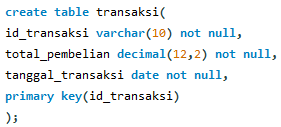 create table transaksi(
id_transaksi varchar(10) not null,
total_pembelian decimal(12,2) not null,
tanggal_transaksi date not null,
primary key(id_transaksi)
);